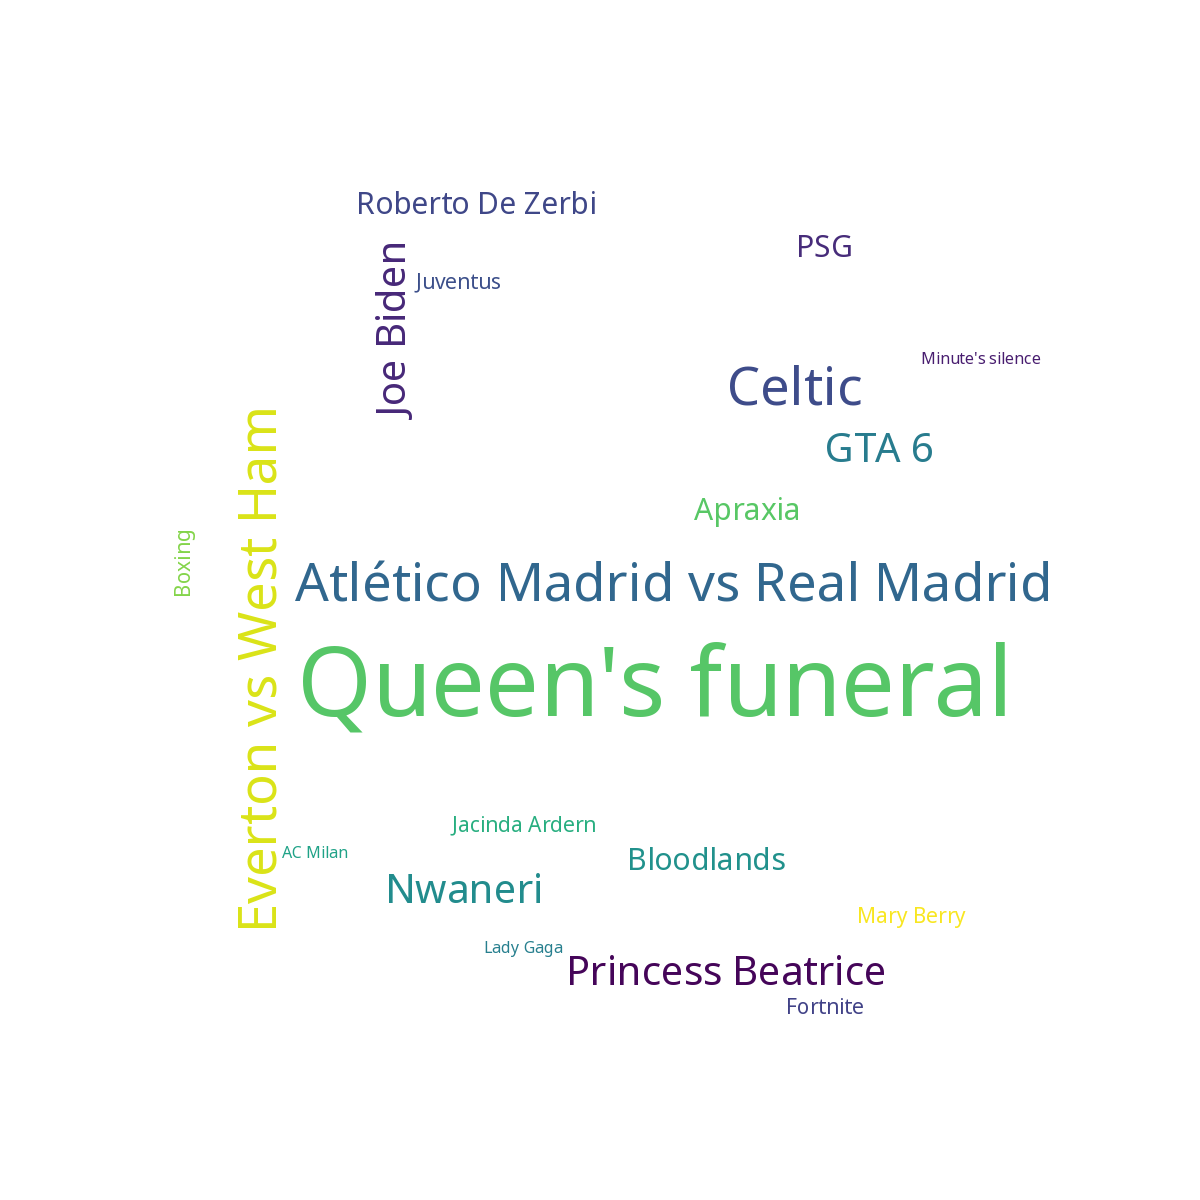 Roberto De Zerbi
PSG
Joe Biden
Juventus
Minute's silence
Celtic
GTA 6
Apraxia
Boxing
Everton vs West Ham
Atlético Madrid vs Real Madrid
Queen's funeral
Jacinda Ardern
AC Milan
Bloodlands
Nwaneri
Mary Berry
Lady Gaga
Princess Beatrice
Fortnite